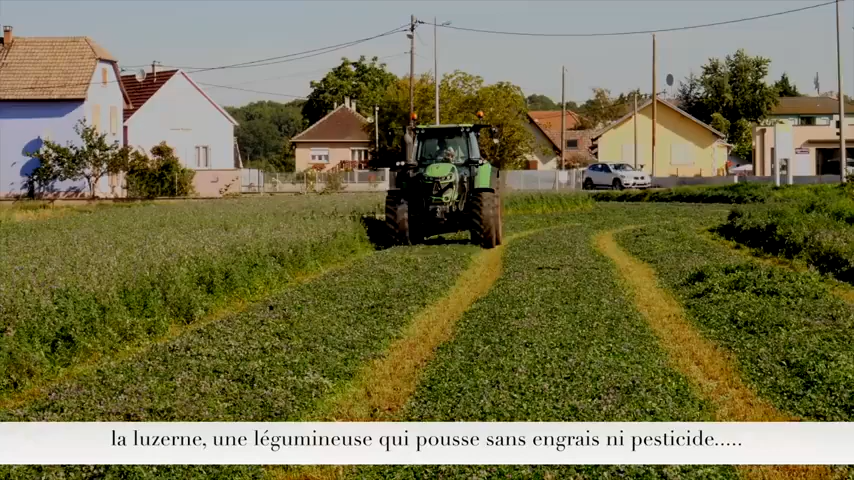 la luzerne, une légumineuse qui pousse sans engrais ni pesticide.....